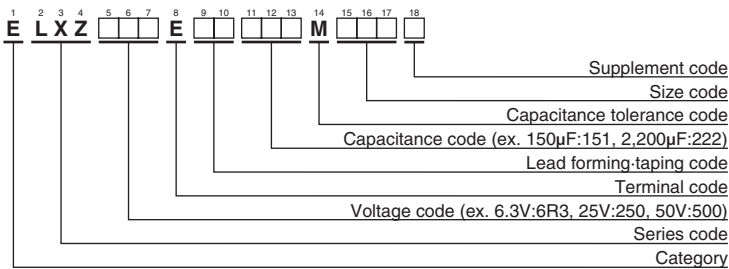 1 2 3 4 5 6 7 8 9 10 11 12 13 14 15 16 17 18
E L X Z E M
Supplement code
Size code
Capacitance tolerance code
Capacitance code (ex. 150µF:151, 2,200µF:222)
Lead forming·taping code
Terminal code
Voltage code (ex. 6.3V:6R3, 25V:250, 50V:500)
Series code
Category